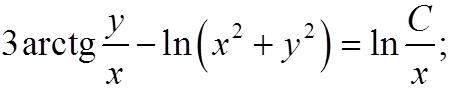 3 arctg y/x − ln(x² + y²) = ln C/x;